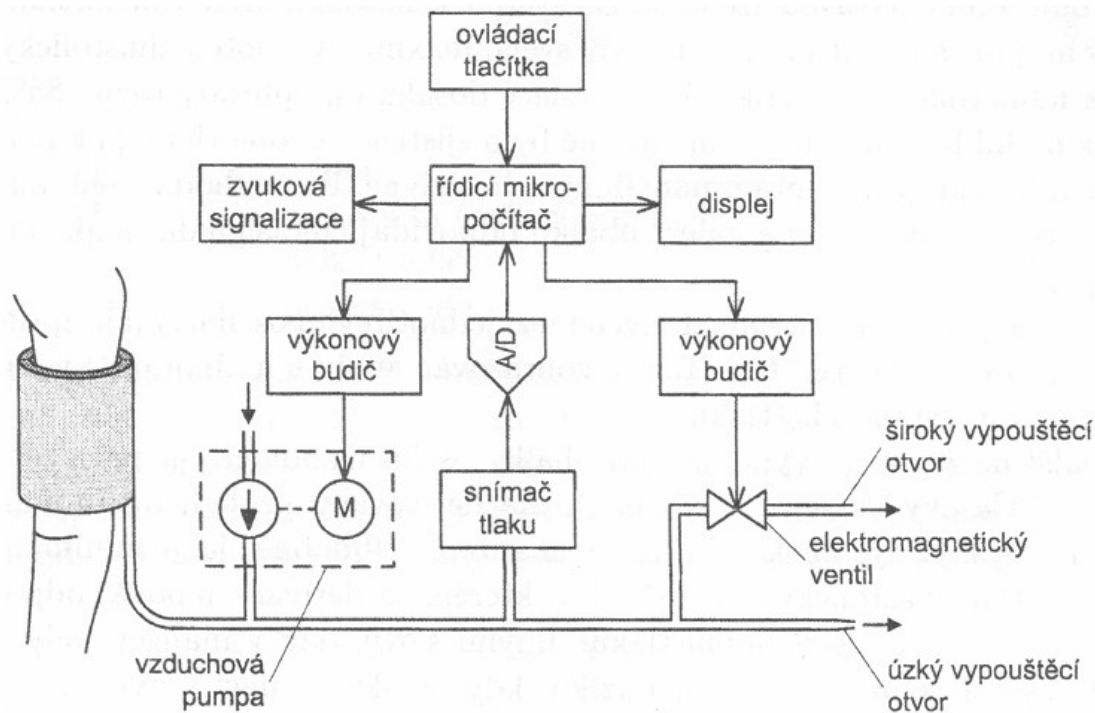 ovládací
tlačítka
zvuková
signalizace
řídicí mikro-
počítač
displej
výkonový
budič
A/D
výkonový
budič
široký vypouštěcí
otvor
M
snímač
tlaku
elektromagnetický
ventil
vzduchová
pumpa
úzký vypouštěcí
otvor